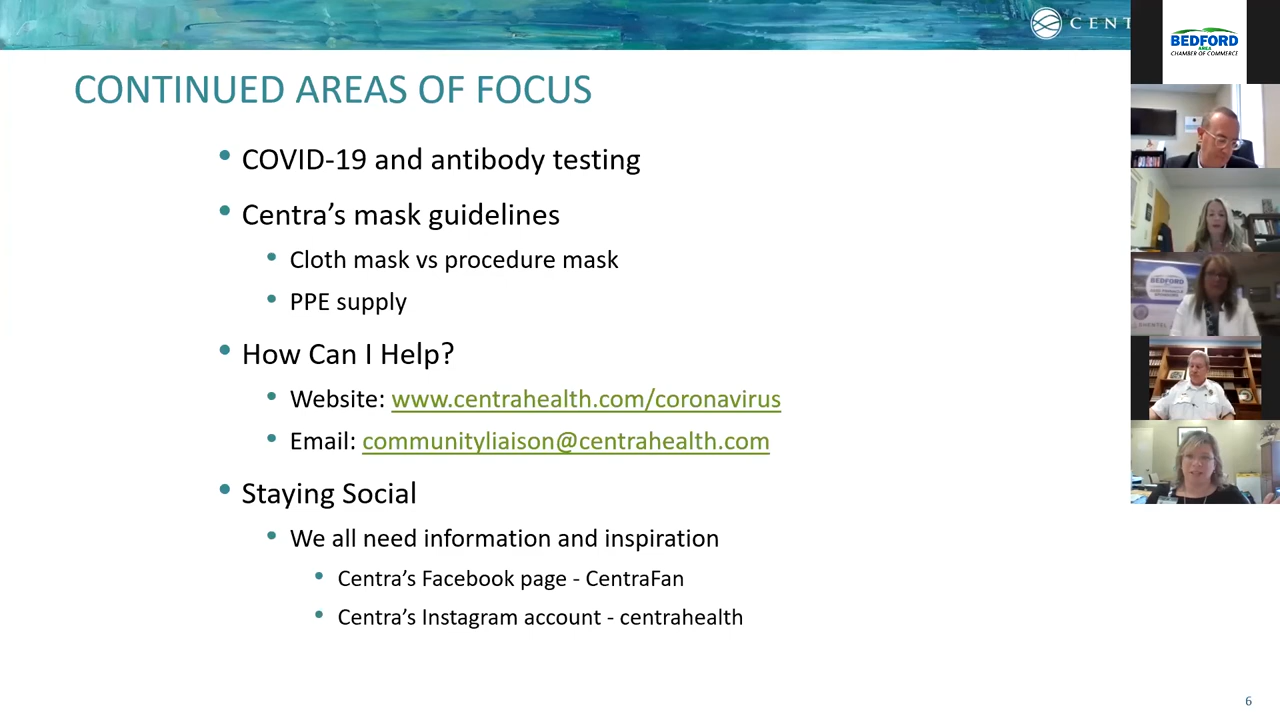 CENT
CONTINUED AREAS OF FOCUS
• COVID-19 and antibody testing
• Centra’s mask guidelines
• Cloth mask vs procedure mask
• PPE supply
• How Can I Help?
• Website: www.centrahealth.com/coronavirus
• Email: communityliaison@centrahealth.com
• Staying Social
• We all need information and inspiration
• Centra’s Facebook page - CentraFan
• Centra’s Instagram account - centrahealth
6
BEDFORD
AREA
CHAMBER OF COMMERCE
BEDFORD